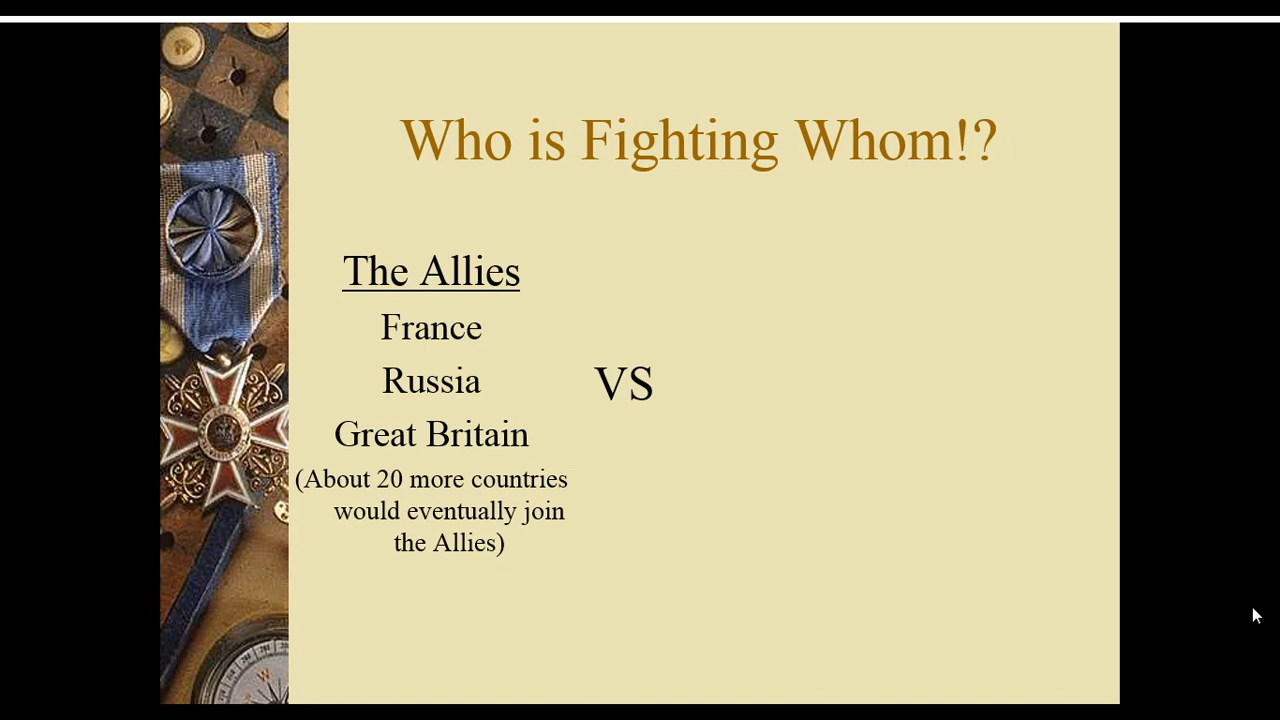 Who is Fighting Whom!?
The Allies
France
Russia
VS
Great Britain
(About 20 more countries
would eventually join
the Allies)